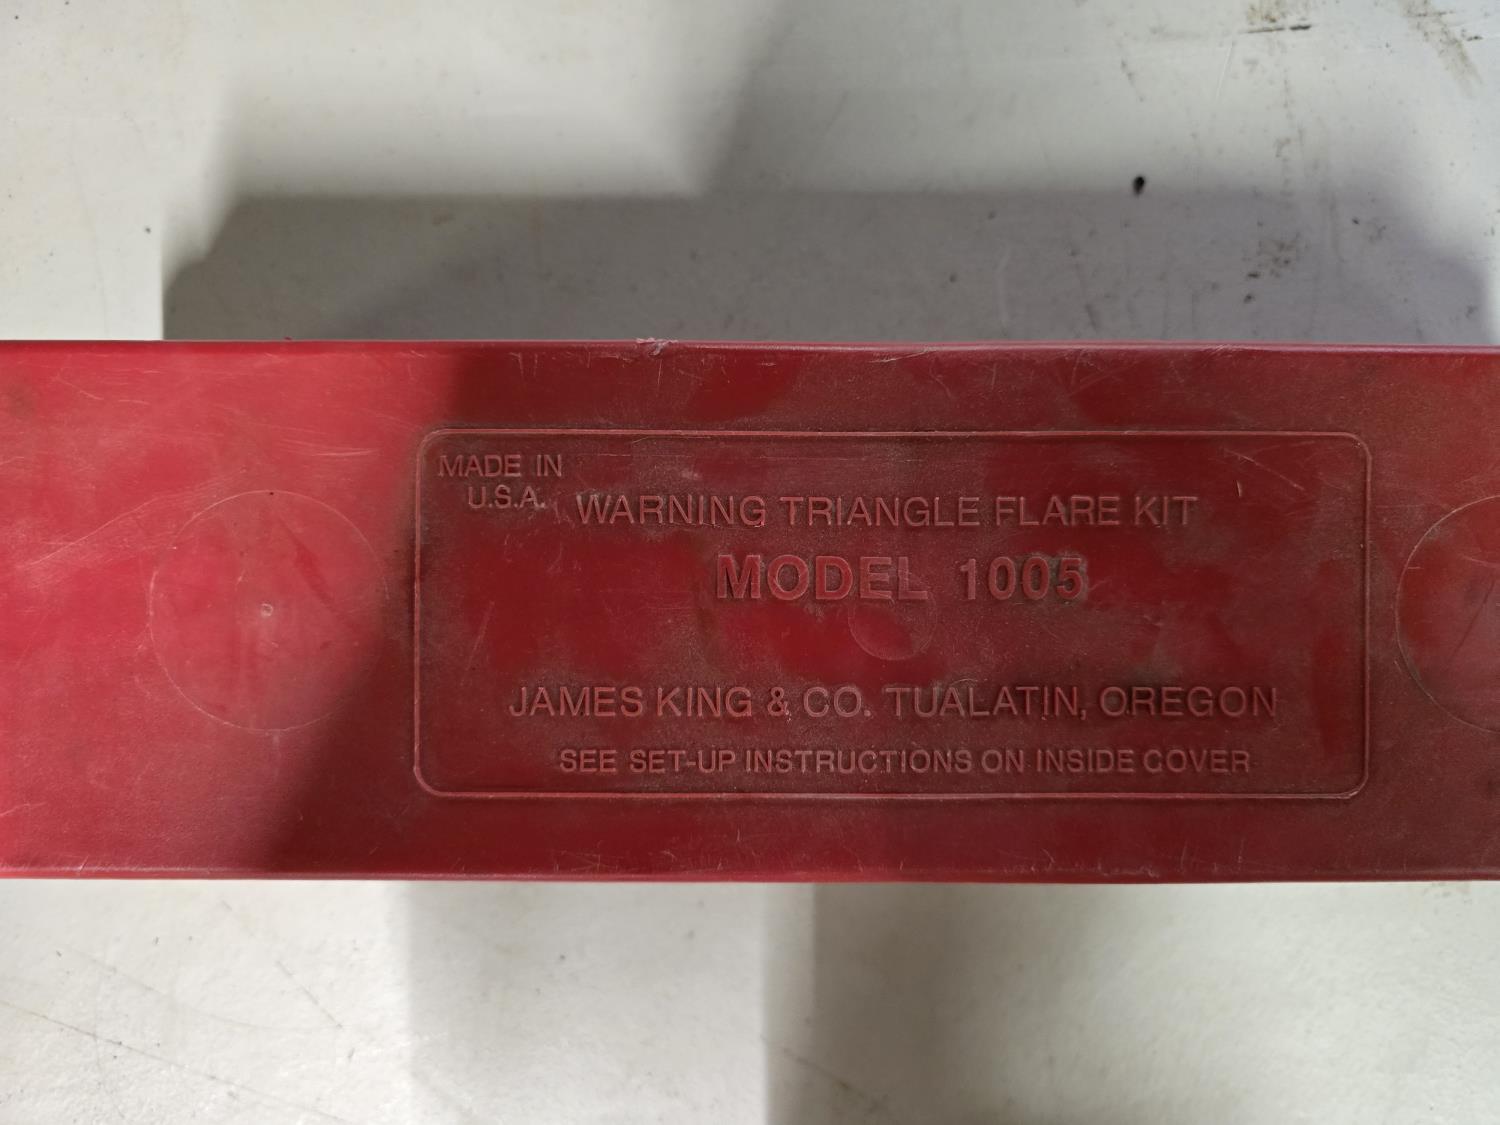 MADE IN
U.S.A.
WARNING TRIANGLE FLARE KIT
MODEL 1005
JAMES KING & CO. TUALATIN, OREGON
SEE SET-UP INSTRUCTIONS ON INSIDE COVER